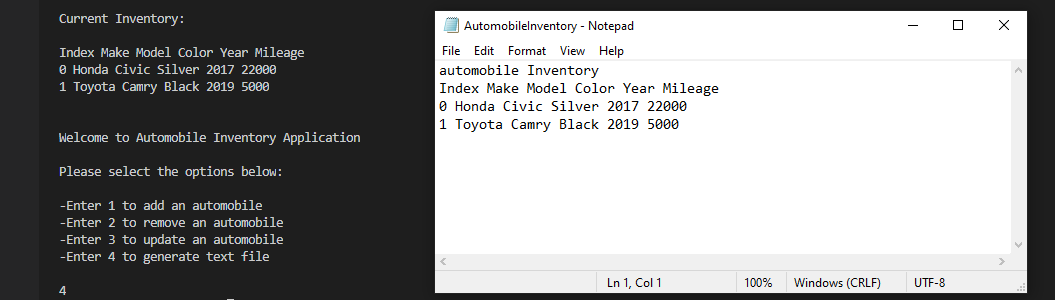 Current Inventory:
Index Make Model Color Year Mileage
0 Honda Civic Silver 2017 22000
1 Toyota Camry Black 2019 5000
Welcome to Automobile Inventory Application
Please select the options below:
-Enter 1 to add an automobile
-Enter 2 to remove an automobile
-Enter 3 to update an automobile
-Enter 4 to generate text file
4
AutomobileInventory - Notepad
File Edit Format View Help
automobile Inventory
Index Make Model Color Year Mileage
0 Honda Civic Silver 2017 22000
1 Toyota Camry Black 2019 5000
Ln 1, Col 1 100% Windows (CRLF) UTF-8